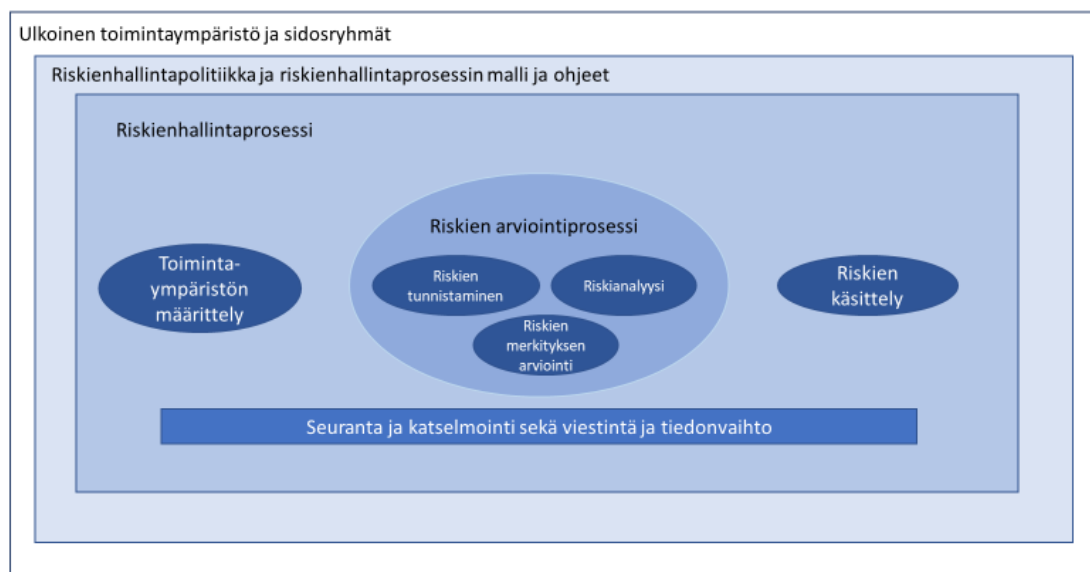 Ulkoinen toimintaympäristö ja sidosryhmät
Riskienhallintapolitiikka ja riskienhallintaprosessin malli ja ohjeet
Riskienhallintaprosessi
Toiminta-
ympäristön
määrittely
Riskien arviointiprosessi
Riskien
tunnistaminen
Riskianalyysi
Riskien
merkityksen
arviointi
Riskien
käsittely
Seuranta ja katselmointi sekä viestintä ja tiedonvaihto